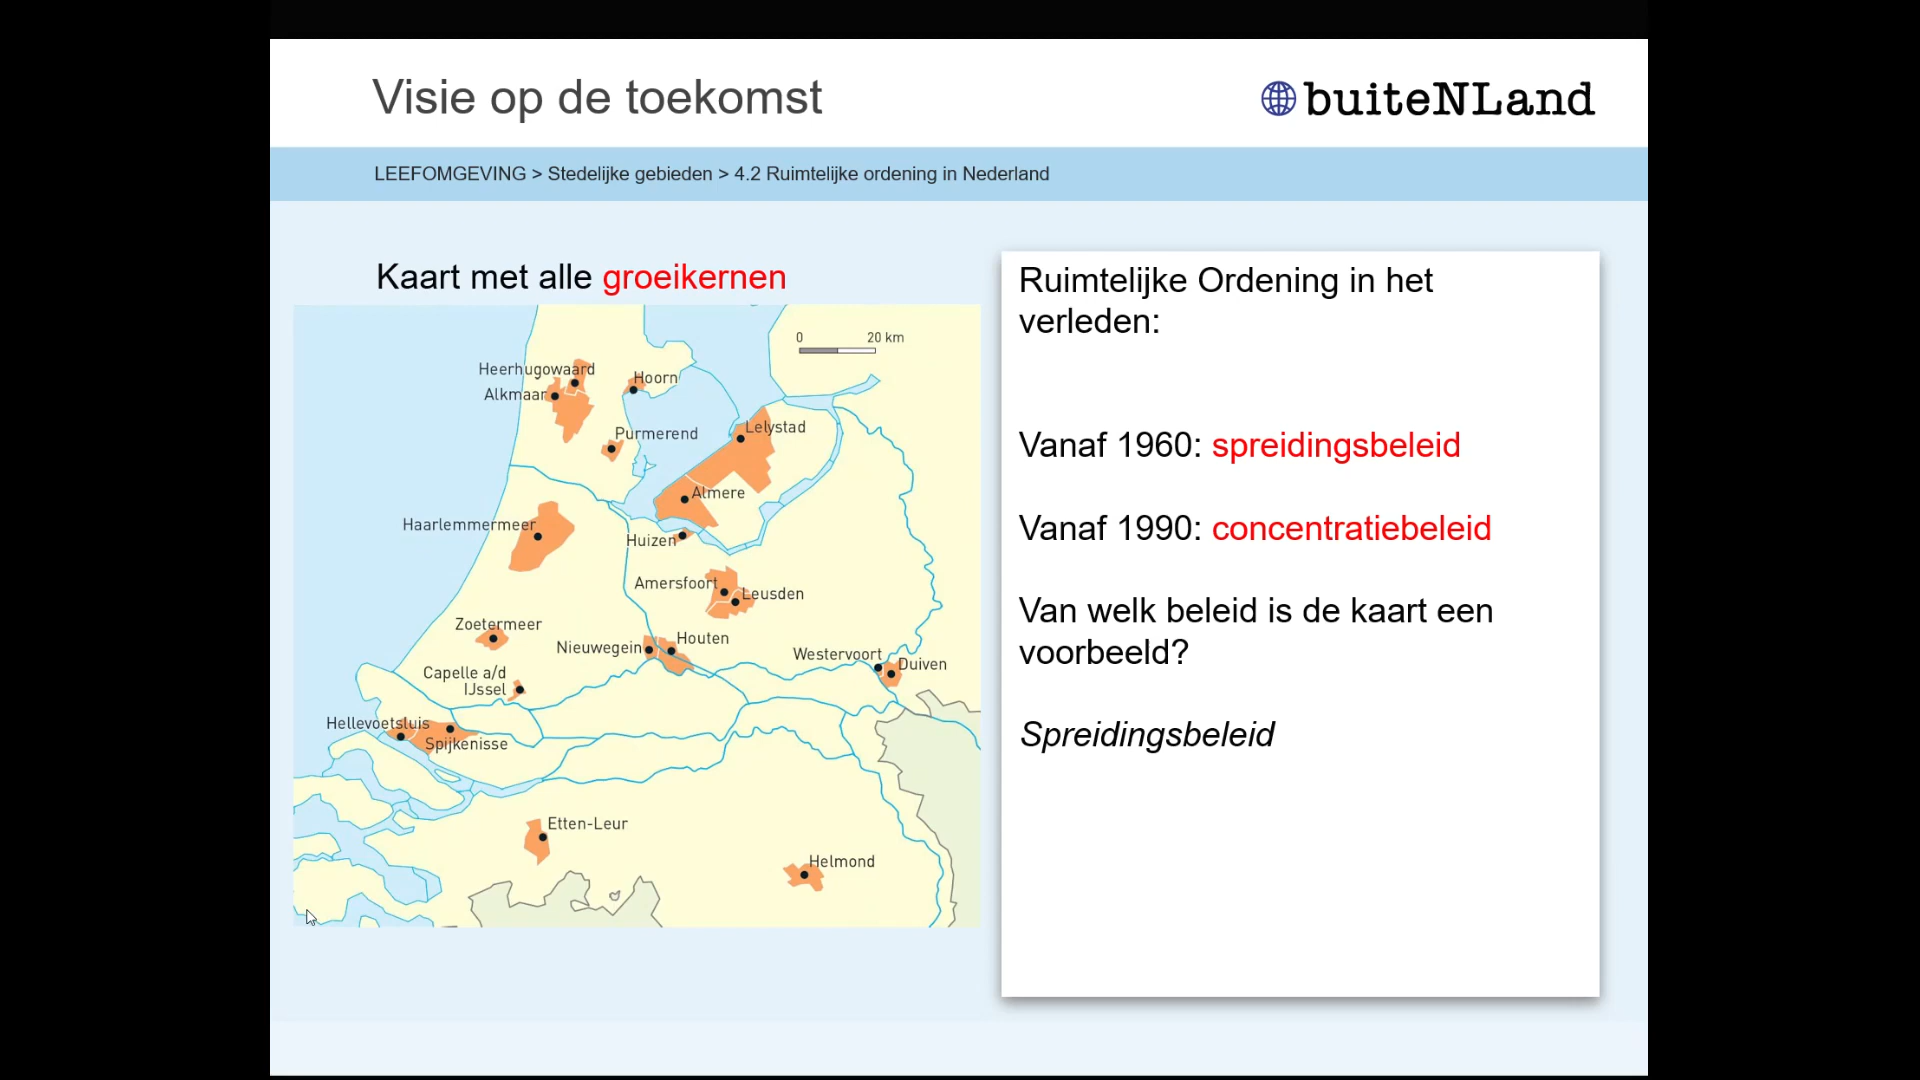 Visie op de toekomst
buiteNLand
LEEFOMGEVING > Stedelijke gebieden > 4.2 Ruimtelijke ordening in Nederland
Kaart met alle groeikernen
0 20 km
Heerhugowaard
Hoorn
Alkmaar
Lelystad
Purmerend
Almere
Haarlemmermeer
Huizen
Amersfoort
Leusden
Zoetermeer
Houten
Nieuwegein
Westervoort
Duiven
Capelle a/d
IJssel
Hellevoetsluis
Spijkenisse
Etten-Leur
Helmond
Ruimtelijke Ordening in het
verleden:
Vanaf 1960: spreidingsbeleid
Vanaf 1990: concentratiebeleid
Van welk beleid is de kaart een
voorbeeld?
Spreidingsbeleid